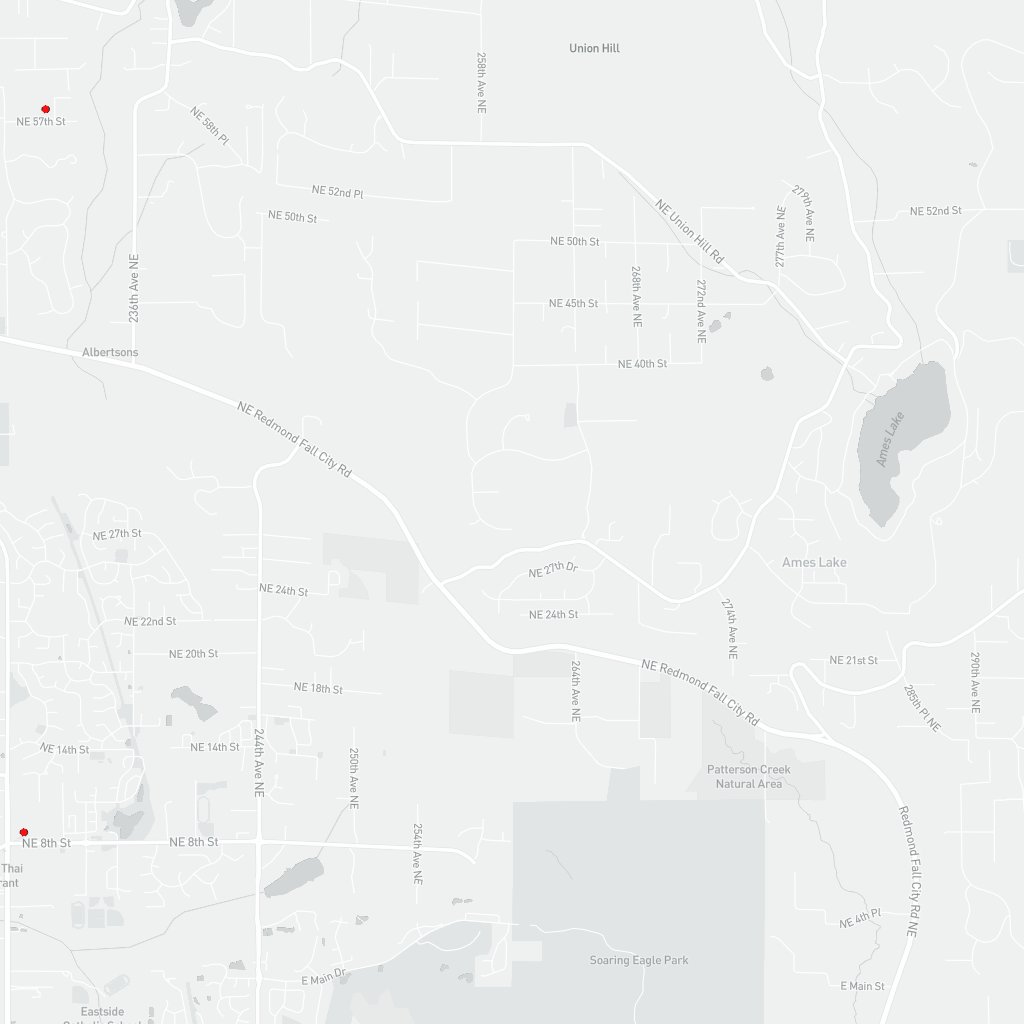 Union Hill
258th Ave NE
NE 57th St
NE 58th Pl
NE 52nd Pl
279th Ave NE
NE 50th St
NE Union Hill Rd
277th Ave NE
NE 52nd St
NE 50th St
236th Ave NE
268th Ave NE
272nd Ave NE
NE 45th St
Albertsons
NE 40th St
NE Redmond Fall City Rd
Ames Lake
NE 27th St
NE 27th Dr
Ames Lake
NE 24th St
NE 24th St
274th Ave NE
NE 22nd St
NE 20th St
NE 21st St
290th Ave NE
264th Ave NE
NE Redmond Fall City Rd
NE 18th St
285th Pl NE
NE 14th St
NE 14th St
244th Ave NE
250th Ave NE
Patterson Creek
Natural Area
NE 8th St
NE 8th St
254th Ave NE
Redmond Fall City Rd NE
Thai
rant
NE 4th Pl
Soaring Eagle Park
E Main Dr
E Main St
Eastside
Catholic School